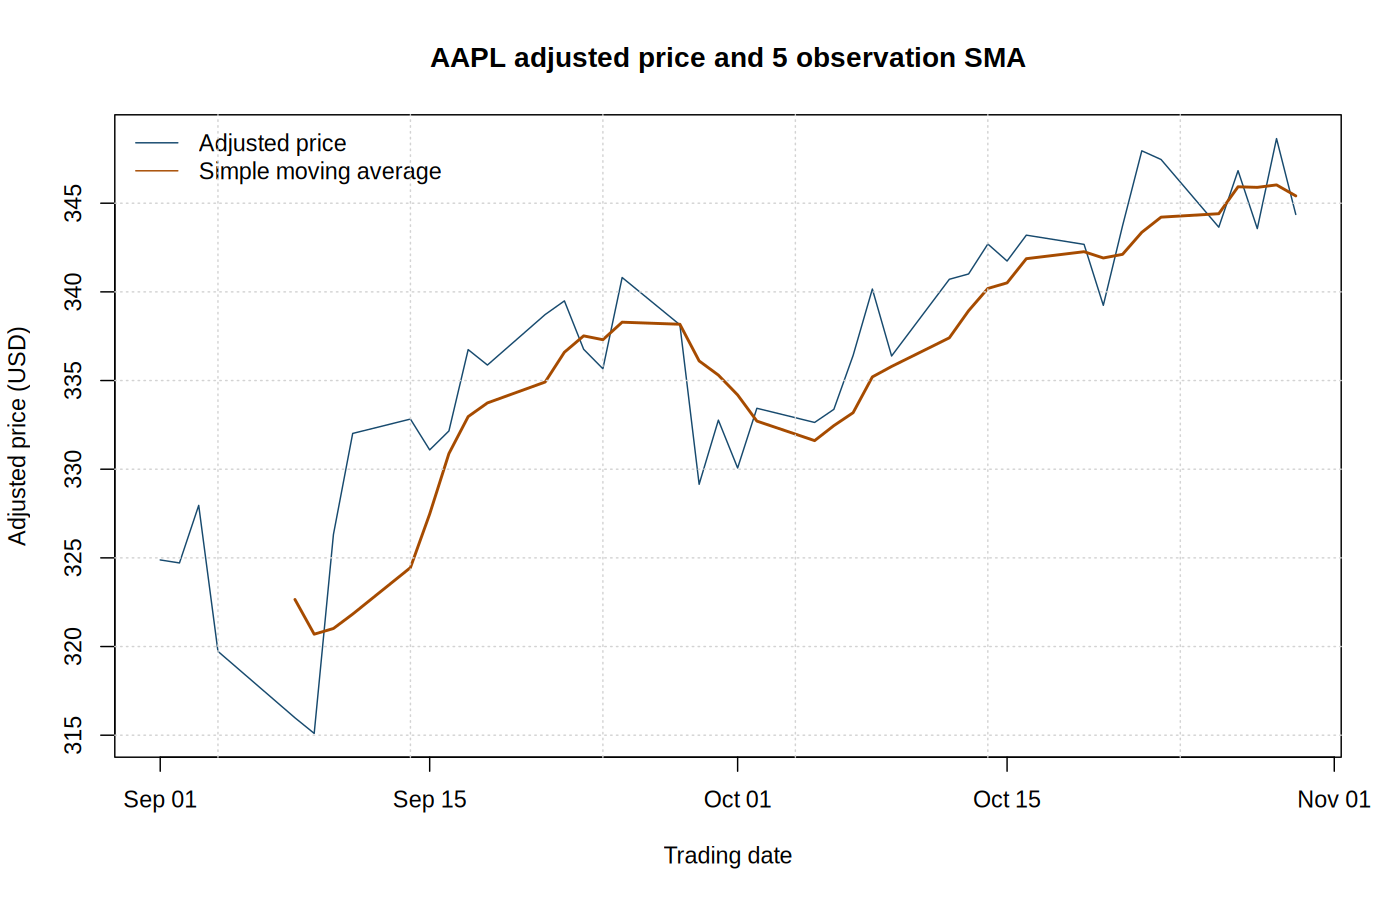 AAPL adjusted price and 5 observation SMA
Adjusted price
Simple moving average
Adjusted price (USD)
345
340
335
330
325
320
315
Sep 01
Sep 15
Oct 01
Oct 15
Nov 01
Trading date